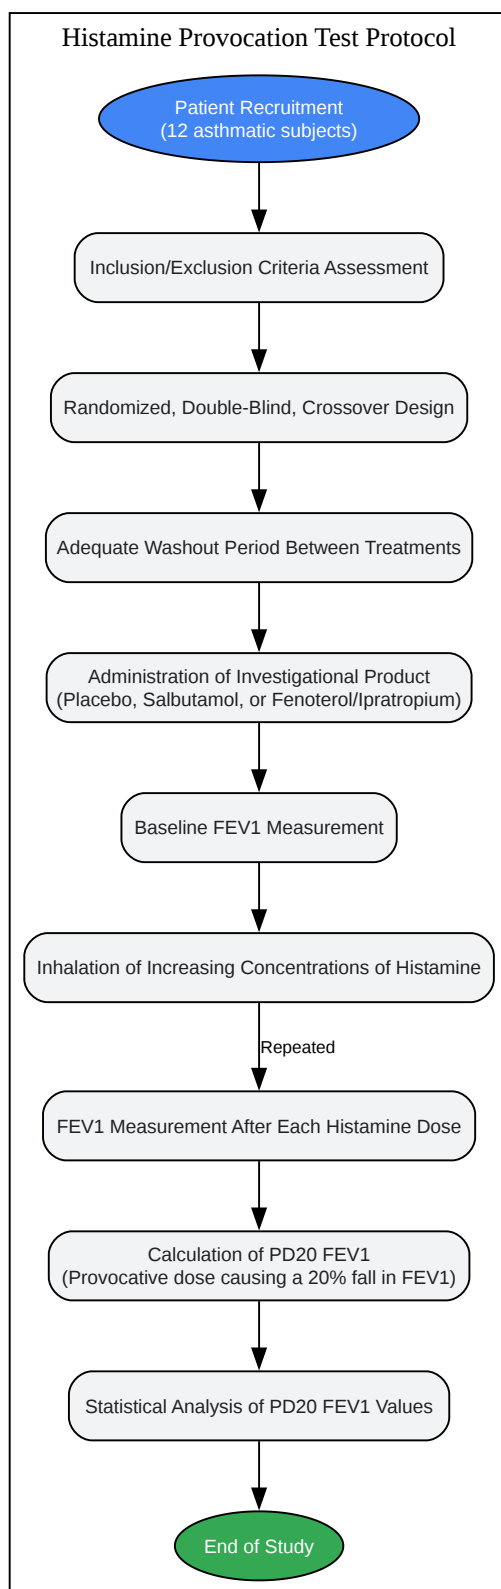 Histamine Provocation Test Protocol
Patient Recruitment
(12 asthmatic subjects)
Inclusion/Exclusion Criteria Assessment
Randomized, Double-Blind, Crossover Design
Adequate Washout Period Between Treatments
Administration of Investigational Product
(Placebo, Salbutamol, or Fenoterol/Ipratropium)
Baseline FEV1 Measurement
Inhalation of Increasing Concentrations of Histamine
Repeated
FEV1 Measurement After Each Histamine Dose
Calculation of PD20 FEV1
(Provocative dose causing a 20% fall in FEV1)
Statistical Analysis of PD20 FEV1 Values
End of Study